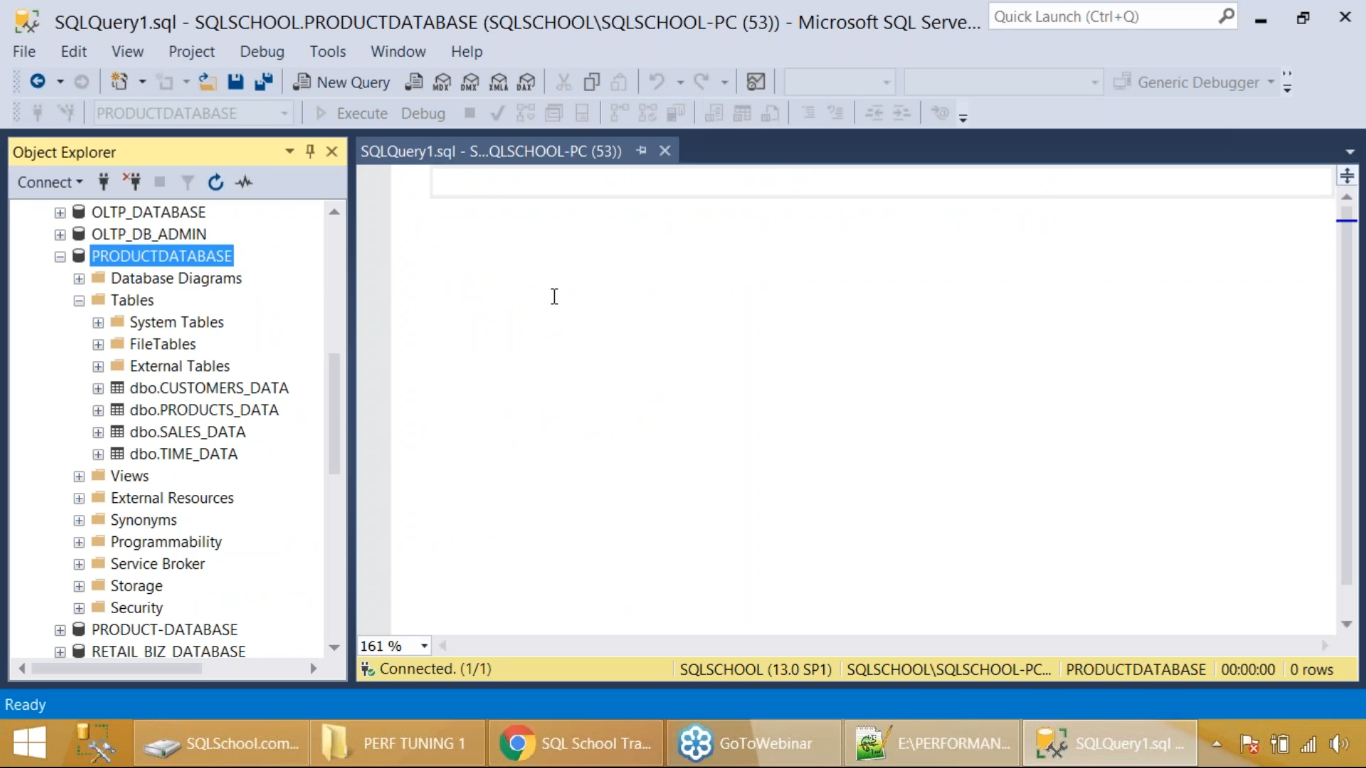 SQLQuery1.sql - SQLSCHOOL.PRODUCTDATABASE (SQLSCHOOL\SQLSCHOOL-PC (53)) - Microsoft SQL Serve...
Quick Launch (Ctrl+Q)
File Edit View Project Debug Tools Window Help
New Query
MDX DMX XMLA DAX
Generic Debugger
PRODUCTDATABASE
Execute Debug
Object Explorer
SQLQuery1.sql - S...QLSCHOOL-PC (53))
Connect
OLTP_DATABASE
OLTP_DB_ADMIN
PRODUCTDATABASE
Database Diagrams
Tables
System Tables
FileTables
External Tables
dbo.CUSTOMERS_DATA
dbo.PRODUCTS_DATA
dbo.SALES_DATA
dbo.TIME_DATA
Views
External Resources
Synonyms
Programmability
Service Broker
Storage
Security
PRODUCT-DATABASE
RETAIL_BIZ_DATABASE
161 %
Connected. (1/1)
SQLSCHOOL (13.0 SP1)
SQLSCHOOL\SQLSCHOOL-PC...
PRODUCTDATABASE
00:00:00
0 rows
Ready
SQLSchool.com...
PERF TUNING 1
SQL School Tra...
GoToWebinar
E:\PERFORMAN...
SQLQuery1.sql ...